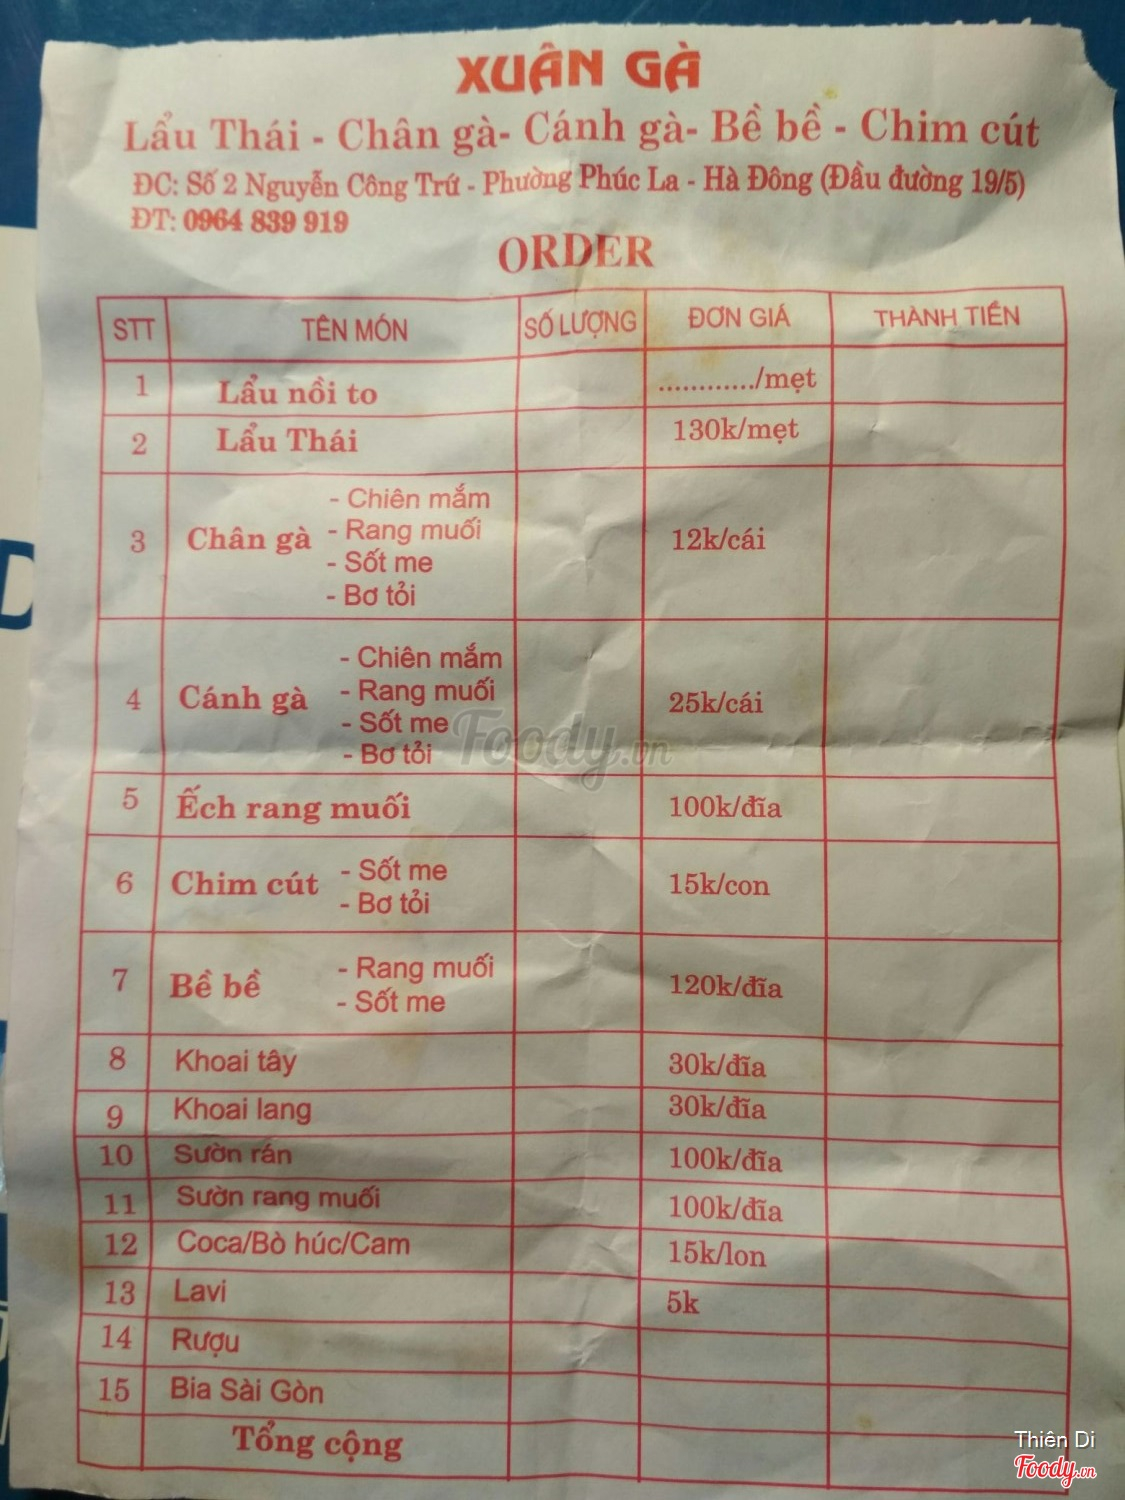 XUÂN GÀ
Lẩu Thái - Chân gà- Cánh gà- Bề bề - Chim cút
ĐC: Số 2 Nguyễn Công Trứ - Phường Phúc La - Hà Đông (Đầu đường 19/5)
ĐT: 0964 839 919
ORDER
STT TÊN MÓN SỐ LƯỢNG ĐƠN GIÁ THÀNH TIỀN
1 Lẩu nồi to ............/mẹt
2 Lẩu Thái 130k/mẹt
3 Chân gà 12k/cái
- Chiên mắm
- Rang muối
- Sốt me
- Bơ tỏi
4 Cánh gà 25k/cái
- Chiên mắm
- Rang muối
- Sốt me
- Bơ tỏi
5 Ếch rang muối 100k/đĩa
6 Chim cút 15k/con
- Sốt me
- Bơ tỏi
7 Bề bề 120k/đĩa
- Rang muối
- Sốt me
8 Khoai tây 30k/đĩa
9 Khoai lang 30k/đĩa
10 Sườn rán 100k/đĩa
11 Sườn rang muối 100k/đĩa
12 Coca/Bò húc/Cam 15k/lon
13 Lavi 5k
14 Rượu
15 Bia Sài Gòn
Tổng cộng
Foody.vn
Thiên Di
Foody.vn